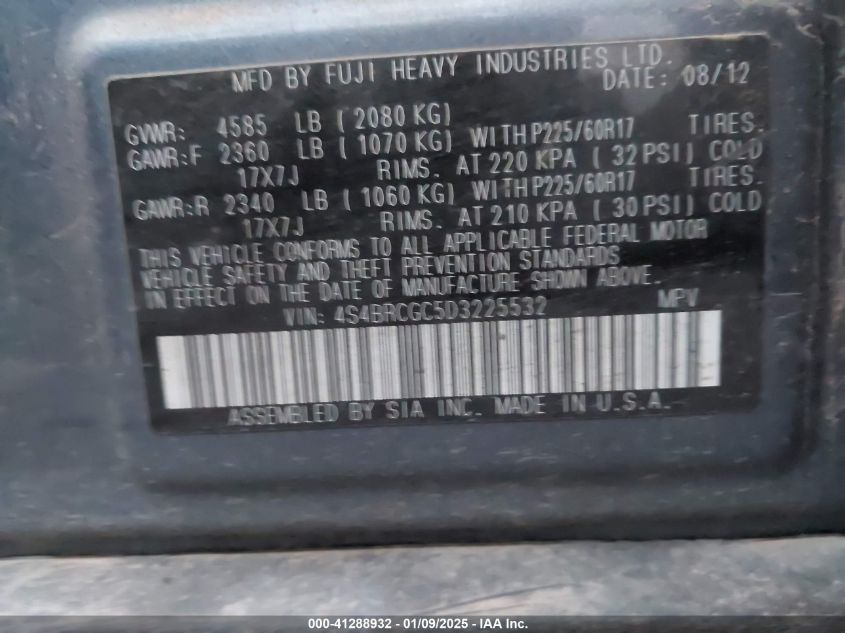 MFD BY FUJI HEAVY INDUSTRIES LTD.
DATE: 08/12
GVWR: 4585 LB ( 2080 KG)
GAWR:F 2360 LB ( 1070 KG) WITH P225/60R17 TIRES.
17X7J RIMS. AT 220 KPA ( 32 PSI) COLD
GAWR:R 2340 LB ( 1060 KG) WITH P225/60R17 TIRES.
17X7J RIMS. AT 210 KPA ( 30 PSI) COLD
THIS VEHICLE CONFORMS TO ALL APPLICABLE FEDERAL MOTOR
VEHICLE SAFETY AND THEFT PREVENTION STANDARDS
IN EFFECT ON THE DATE OF MANUFACTURE SHOWN ABOVE.
VIN: 4S4BRCGC5D3225532 MPV
ASSEMBLED BY SIA INC. MADE IN U.S.A.
000-41288932 - 01/09/2025 - IAA Inc.